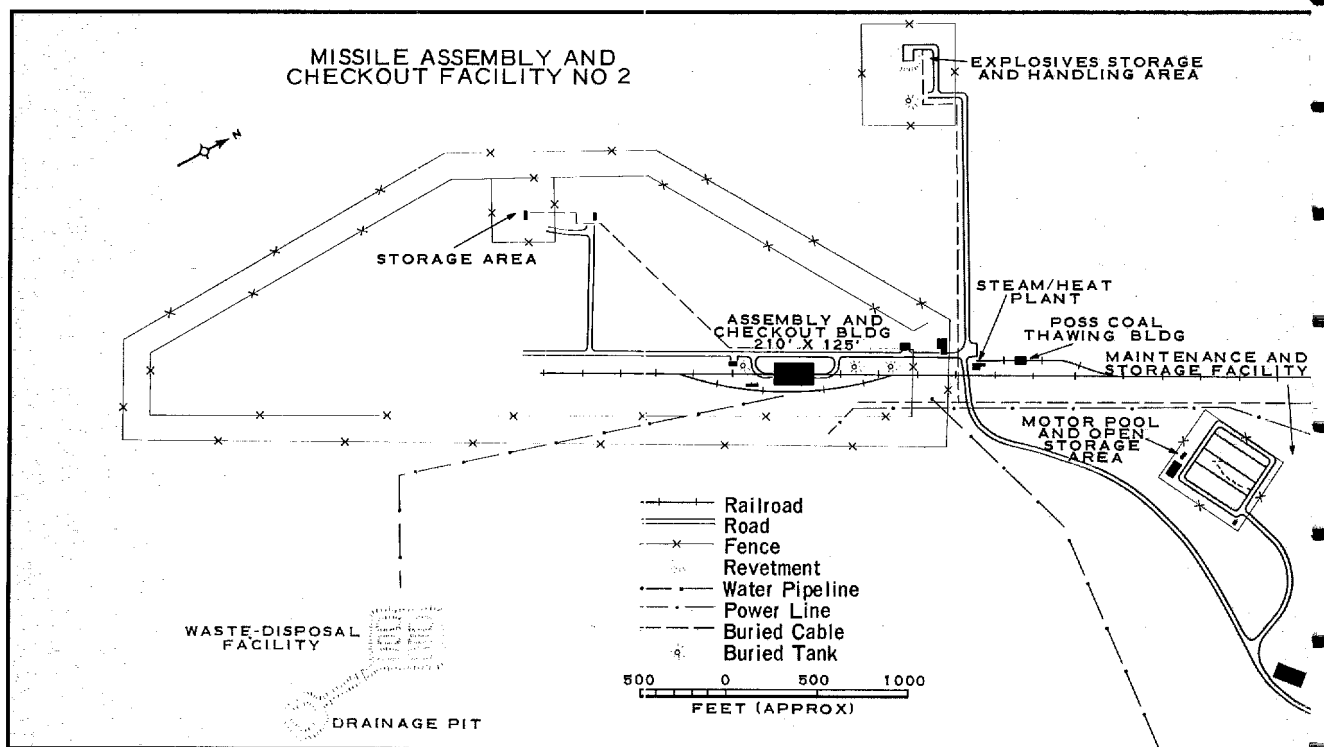 MISSILE ASSEMBLY AND
CHECKOUT FACILITY NO 2
EXPLOSIVES STORAGE
AND HANDLING AREA
N
STORAGE AREA
STEAM/HEAT
PLANT
ASSEMBLY AND
CHECKOUT BLDG
210' X 125'
POSS COAL
THAWING BLDG
MAINTENANCE AND
STORAGE FACILITY
MOTOR POOL
AND OPEN
STORAGE
AREA
Railroad
Road
Fence
Revetment
Water Pipeline
Power Line
Buried Cable
Buried Tank
500 0 500 1000
FEET (APPROX)
WASTE-DISPOSAL
FACILITY
DRAINAGE PIT